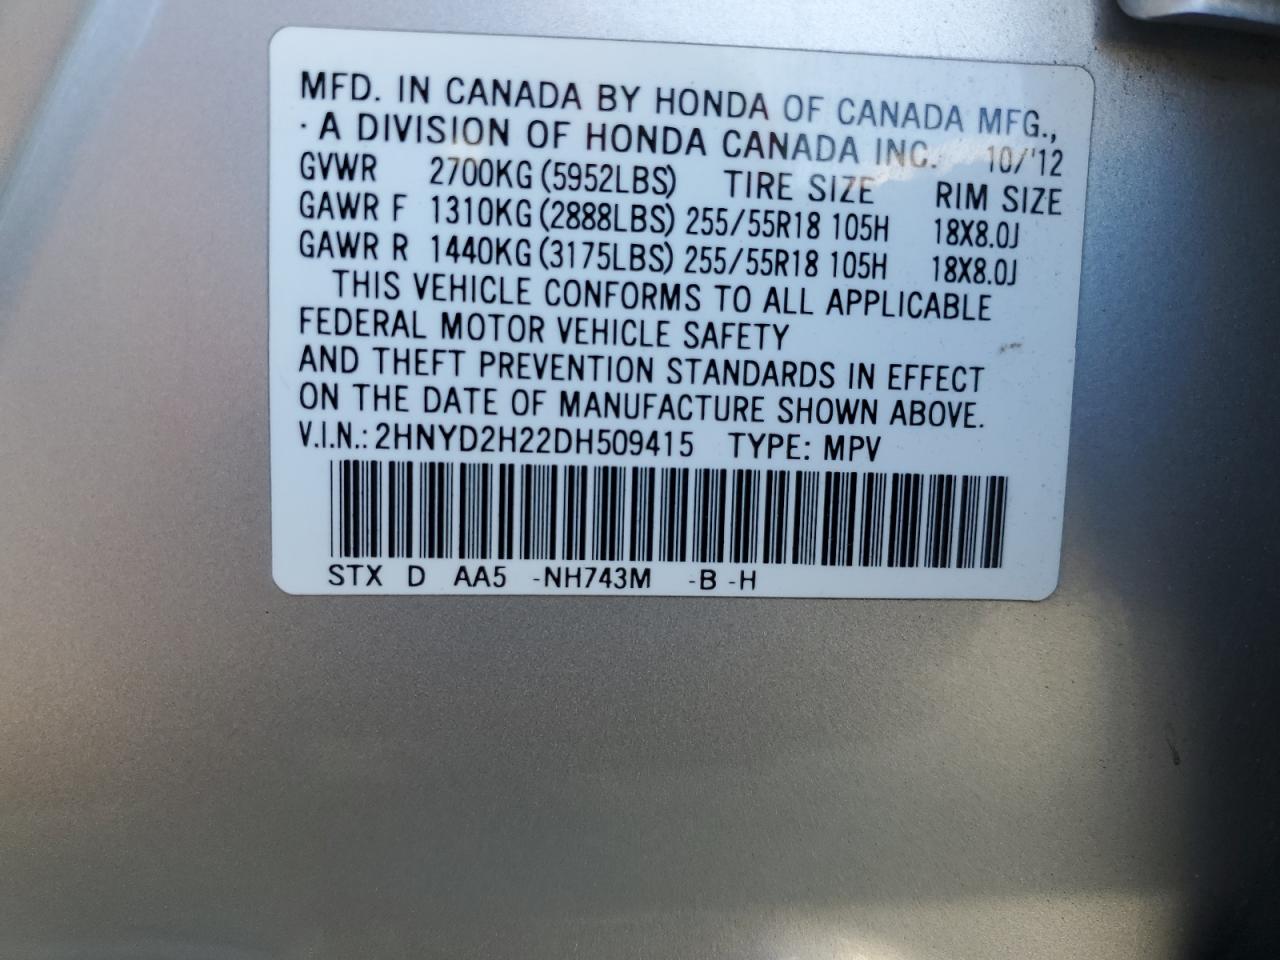 MFD. IN CANADA BY HONDA OF CANADA MFG.,
· A DIVISION OF HONDA CANADA INC. 10/'12
GVWR 2700KG (5952LBS) TIRE SIZE RIM SIZE
GAWR F 1310KG (2888LBS) 255/55R18 105H 18X8.0J
GAWR R 1440KG (3175LBS) 255/55R18 105H 18X8.0J
THIS VEHICLE CONFORMS TO ALL APPLICABLE
FEDERAL MOTOR VEHICLE SAFETY
AND THEFT PREVENTION STANDARDS IN EFFECT
ON THE DATE OF MANUFACTURE SHOWN ABOVE.
V.I.N.: 2HNYD2H22DH509415 TYPE: MPV
STX D AA5 -NH743M -B -H